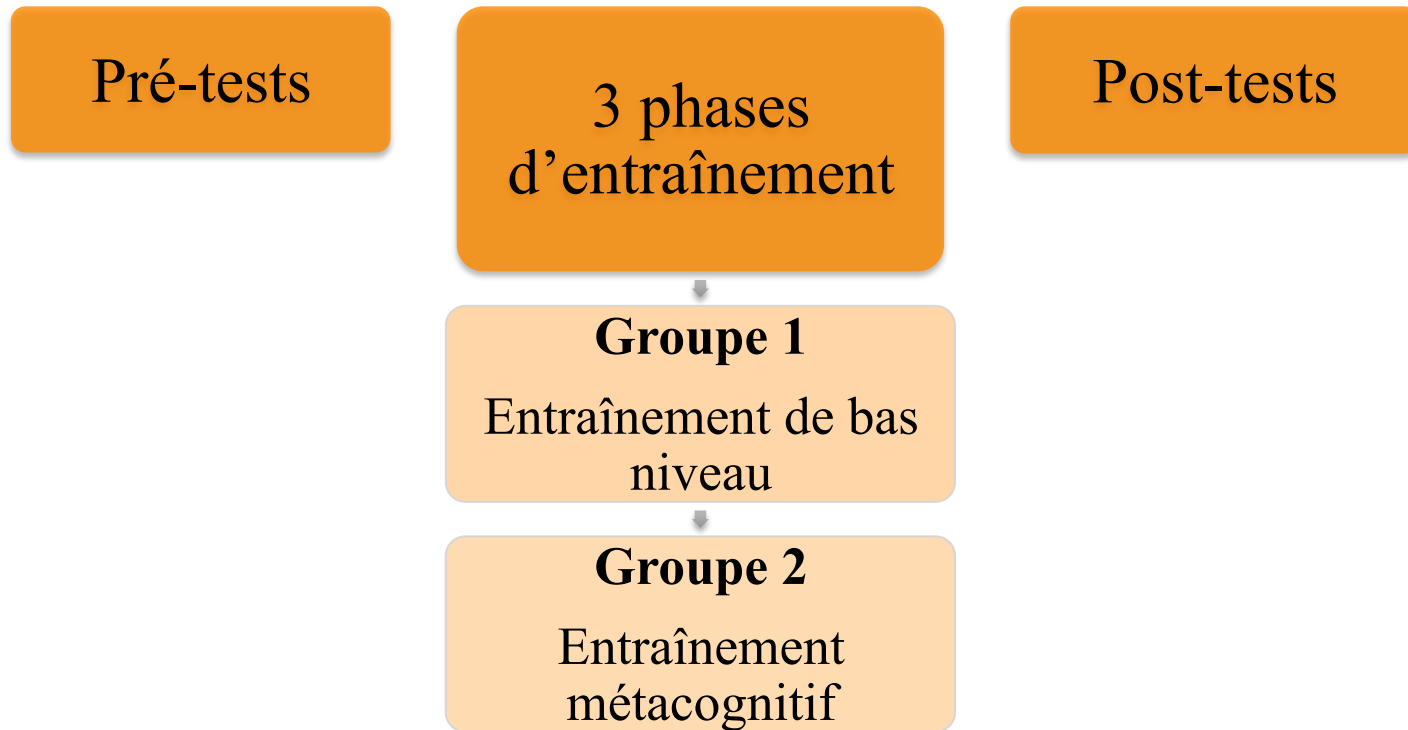 Pré-tests
3 phases
d’entraînement
Groupe 1
Entraînement de bas
niveau
Groupe 2
Entraînement
métacognitif
Post-tests